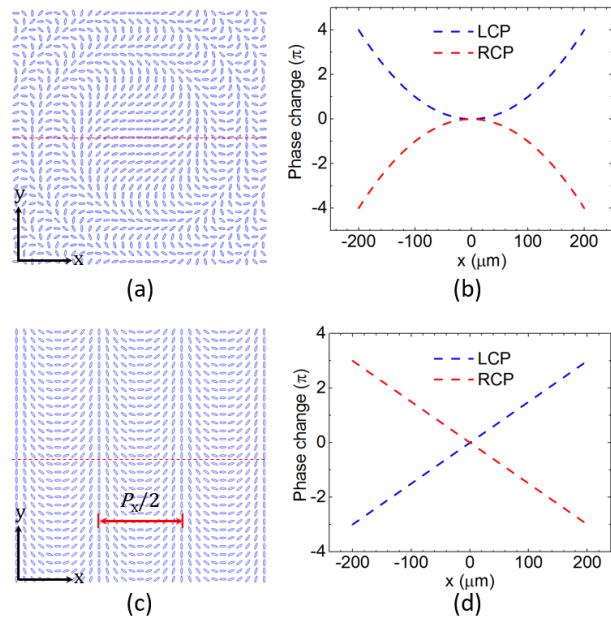 y
x
(a)
Phase change (π)
4
2
0
-2
-4
LCP
RCP
-200 -100 0 100 200
x (μm)
(b)
y
x
Pₓ/2
(c)
Phase change (π)
4
2
0
-2
-4
LCP
RCP
-200 -100 0 100 200
x (μm)
(d)